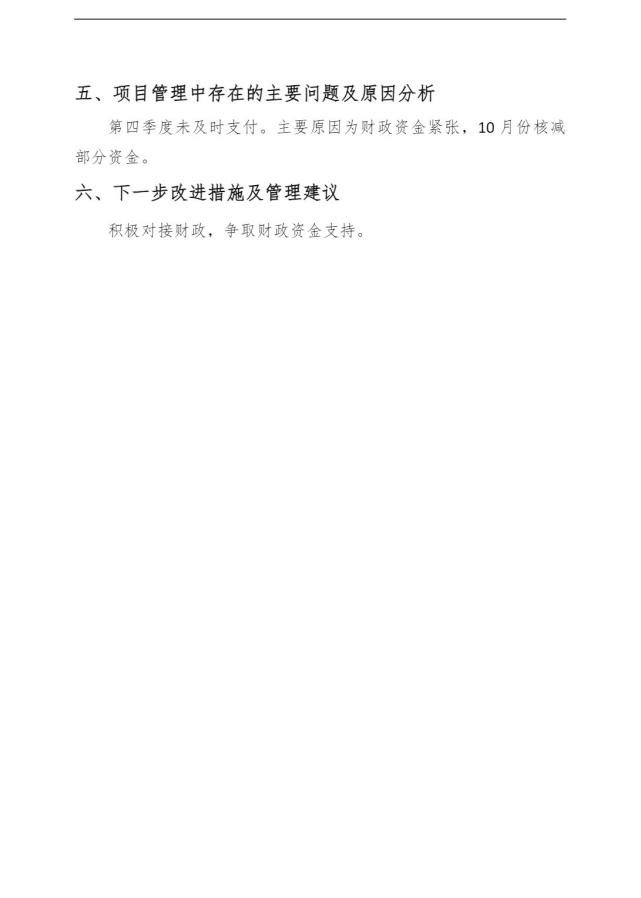 五、项目管理中存在的主要问题及原因分析
第四季度未及时支付。主要原因为财政资金紧张，10 月份核减
部分资金。
六、下一步改进措施及管理建议
积极对接财政，争取财政资金支持。